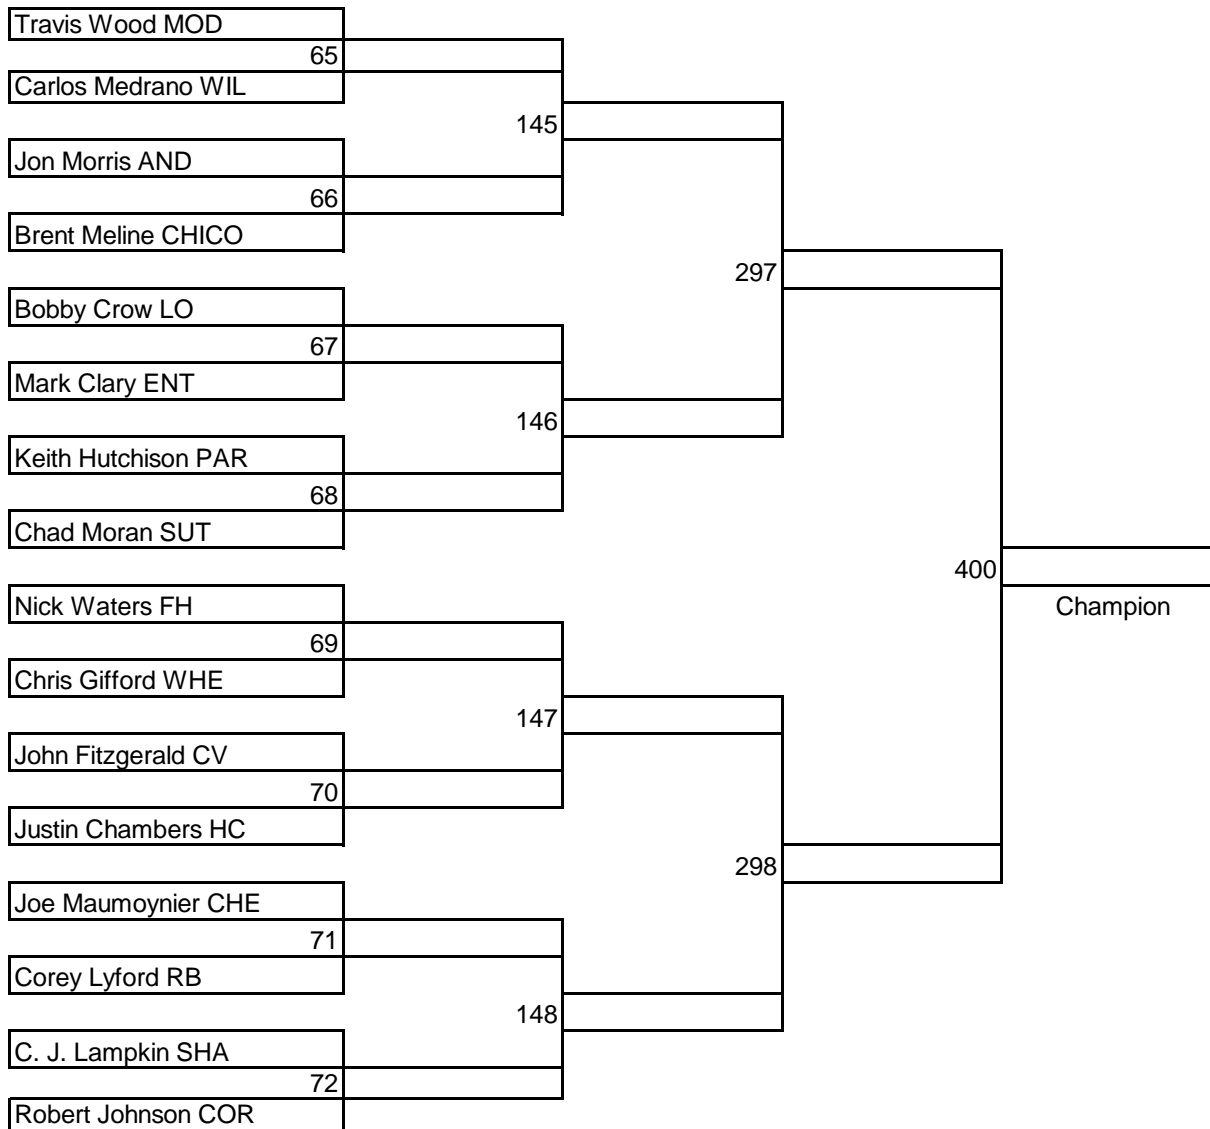 Travis Wood MOD
65
Carlos Medrano WIL
145
Jon Morris AND
66
Brent Meline CHICO
297
Bobby Crow LO
67
Mark Clary ENT
146
Keith Hutchison PAR
68
Chad Moran SUT
400
Champion
Nick Waters FH
69
Chris Gifford WHE
147
John Fitzgerald CV
70
Justin Chambers HC
298
Joe Maumoynier CHE
71
Corey Lyford RB
148
C. J. Lampkin SHA
72
Robert Johnson COR